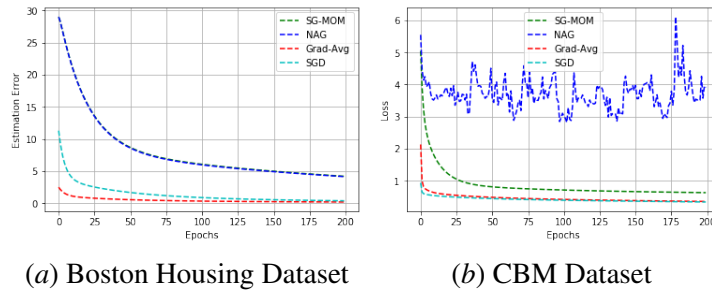 30
25
20
15
10
5
0
Estimation Error
SG-MOM
NAG
Grad-Avg
SGD
0 25 50 75 100 125 150 175 200
Epochs
(a) Boston Housing Dataset
6
5
4
3
2
1
Loss
SG-MOM
NAG
Grad-Avg
SGD
0 25 50 75 100 125 150 175 200
Epochs
(b) CBM Dataset